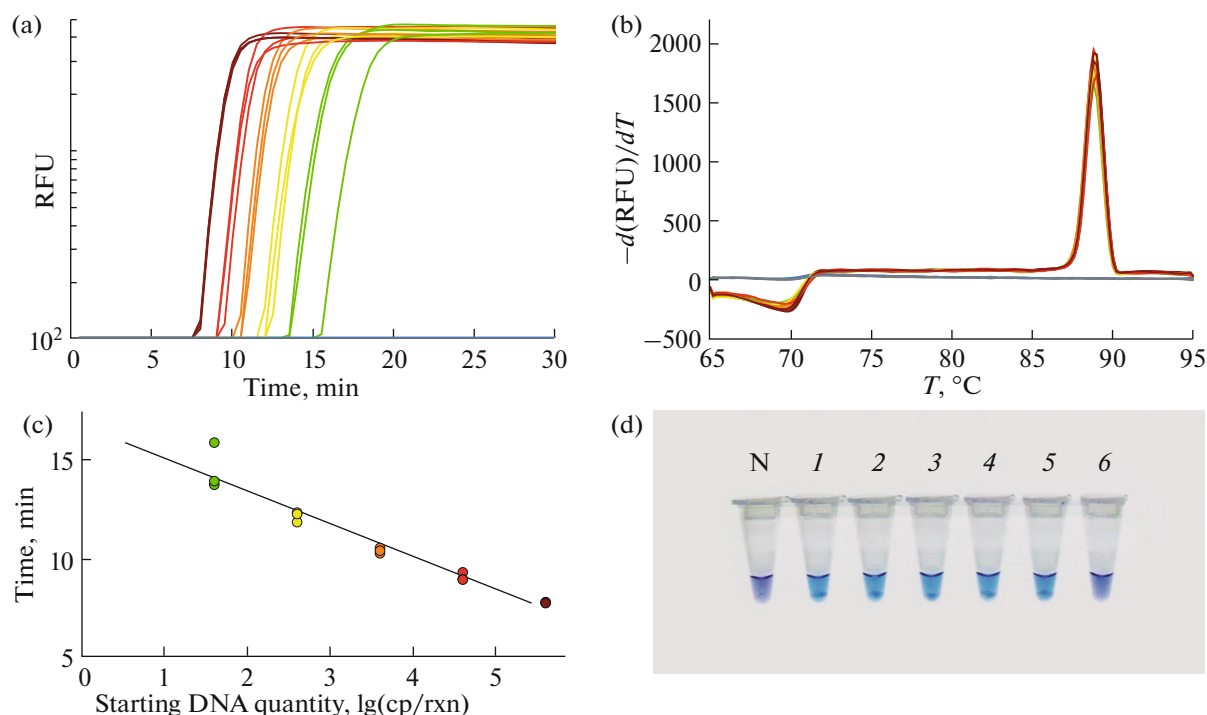 (a)
RFU
10²
0
5
10
15
20
25
30
Time, min
(b)
−d(RFU)/dT
2000
1500
1000
500
0
−500
65
70
75
80
85
90
95
T, °C
(c)
Time, min
15
10
5
0
1
2
3
4
5
Starting DNA quantity, lg(cp/rxn)
(d)
N 1 2 3 4 5 6